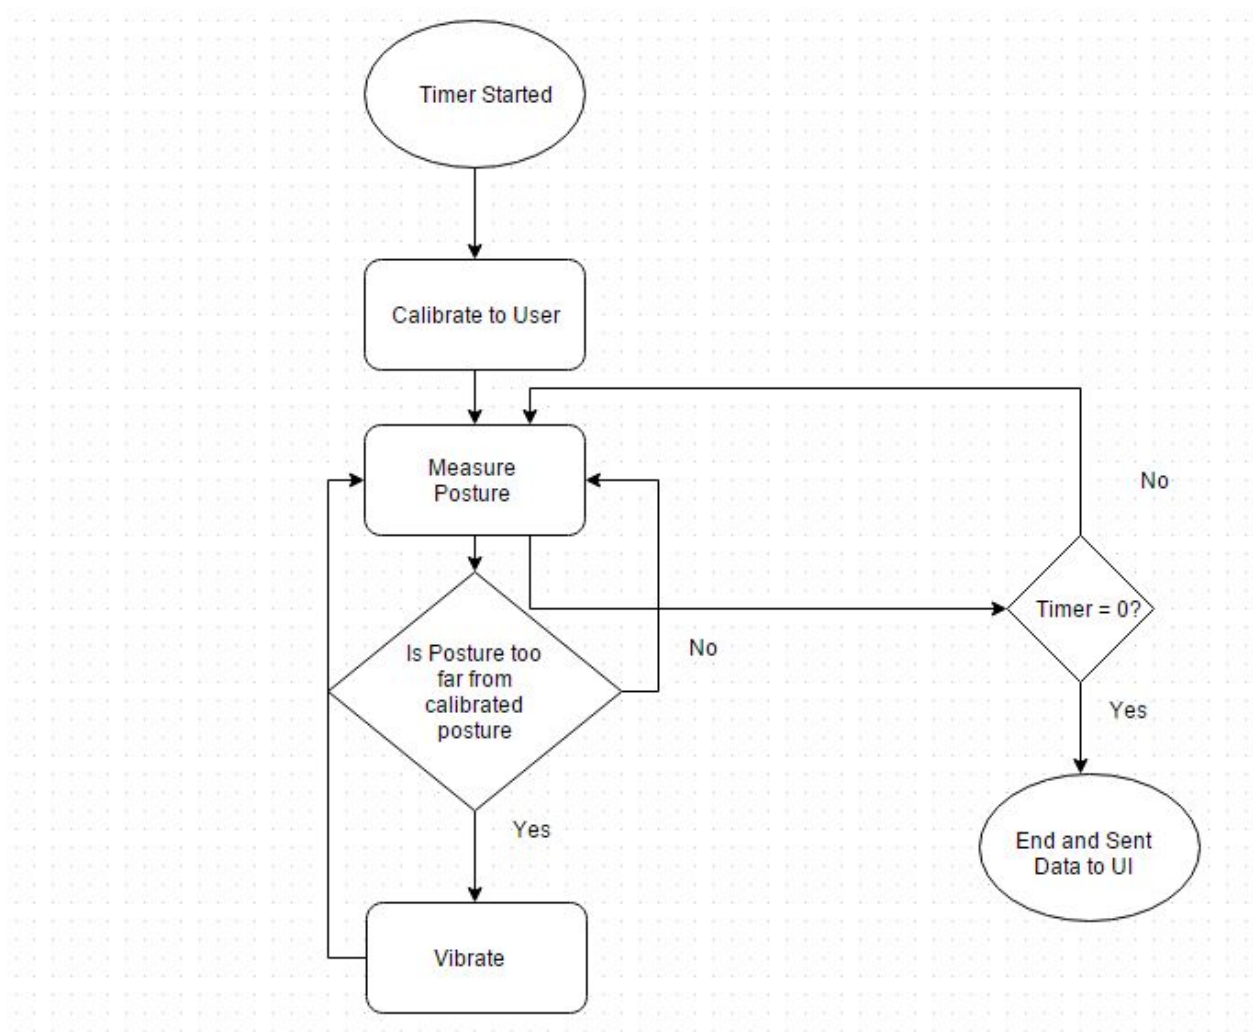 Timer Started
Calibrate to User
Measure
Posture
No
Timer = 0?
No
Is Posture too
far from
calibrated
posture
Yes
Yes
End and Sent
Data to UI
Vibrate